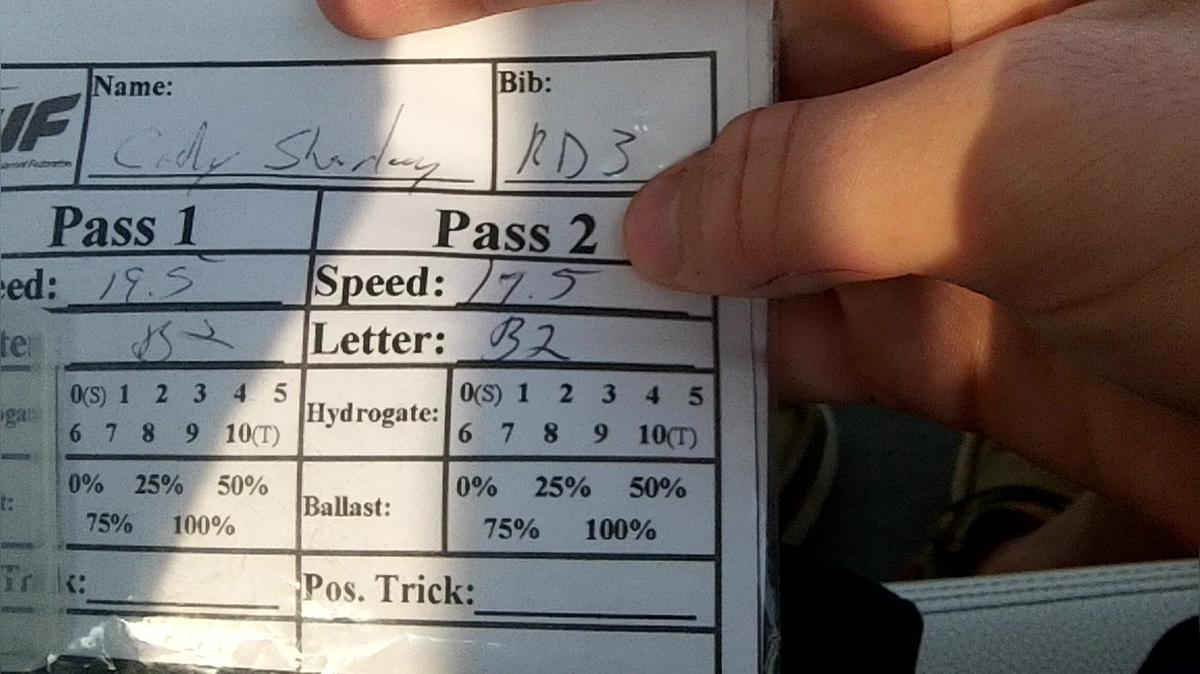 Name: Bib:
Cody RD3
Pass 1 Pass 2
eed: 19.5 Speed: 17.5
B2 Letter: B2
0(S) 1 2 3 4 5 Hydrogate: 0(S) 1 2 3 4 5
6 7 8 9 10(T) 6 7 8 9 10(T)
0% 25% 50% Ballast: 0% 25% 50%
75% 100% 75% 100%
k: Pos. Trick: